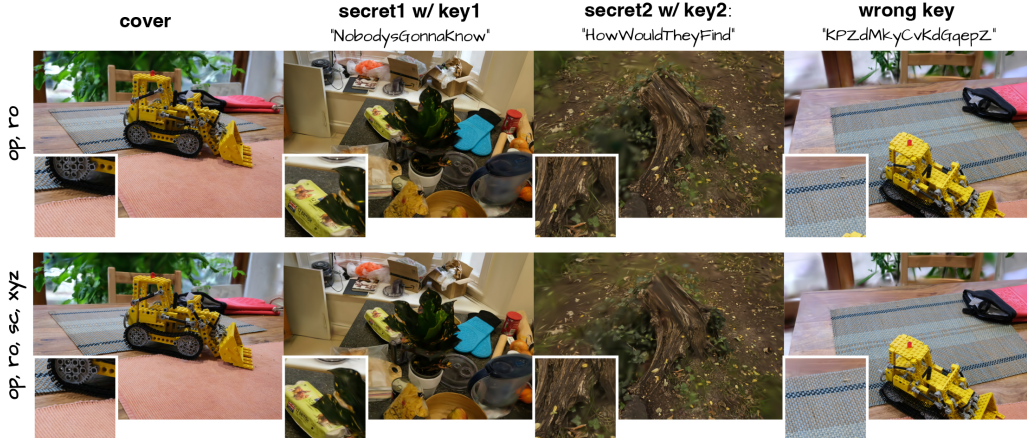 cover
secret1 w/ key1
"NobodysGonnaKnow"
secret2 w/ key2:
"HowWouldTheyFind"
wrong key
"KPZdMkyCvKdGqepZ"
op, ro
op, ro, sc, xyz